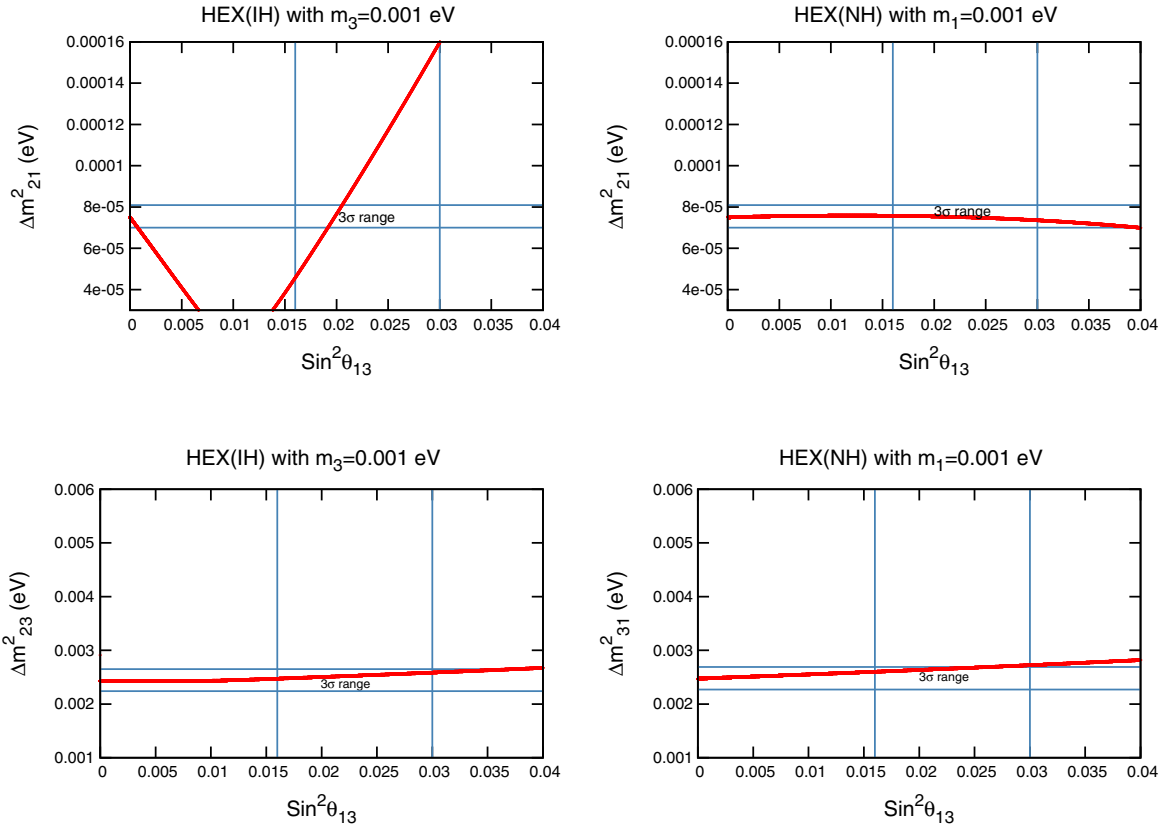 HEX(IH) with m3=0.001 eV
0.00016
0.00014
0.00012
0.0001
8e-05
6e-05
4e-05
Δm²21 (eV)
3σ range
0 0.005 0.01 0.015 0.02 0.025 0.03 0.035 0.04
Sin²θ13
HEX(NH) with m1=0.001 eV
0.00016
0.00014
0.00012
0.0001
8e-05
6e-05
4e-05
Δm²21 (eV)
3σ range
0 0.005 0.01 0.015 0.02 0.025 0.03 0.035 0.04
Sin²θ13
HEX(IH) with m3=0.001 eV
0.006
0.005
0.004
0.003
0.002
0.001
Δm²23 (eV)
3σ range
0 0.005 0.01 0.015 0.02 0.025 0.03 0.035 0.04
Sin²θ13
HEX(NH) with m1=0.001 eV
0.006
0.005
0.004
0.003
0.002
0.001
Δm²31 (eV)
3σ range
0 0.005 0.01 0.015 0.02 0.025 0.03 0.035 0.04
Sin²θ13